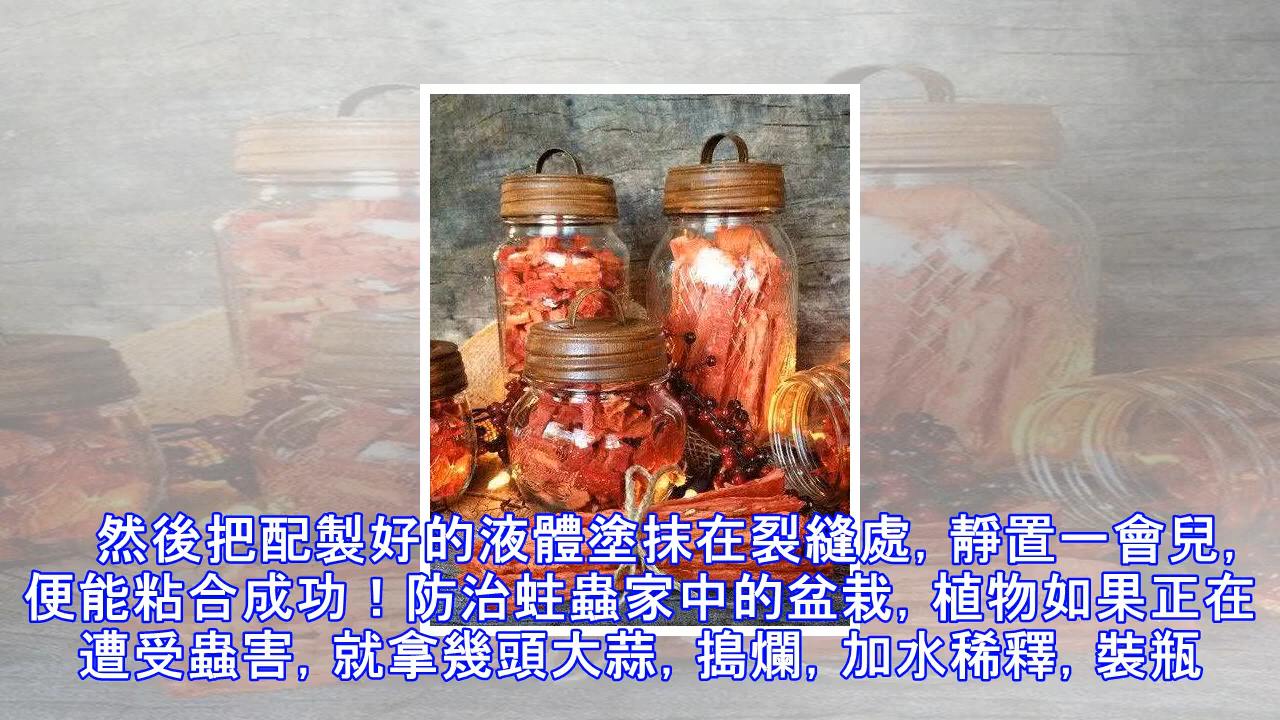 然後把配製好的液體塗抹在裂縫處, 靜置一會兒,
便能粘合成功！防治蛀蟲家中的盆栽, 植物如果正在
遭受蟲害, 就拿幾頭大蒜, 搗爛, 加水稀釋, 裝瓶